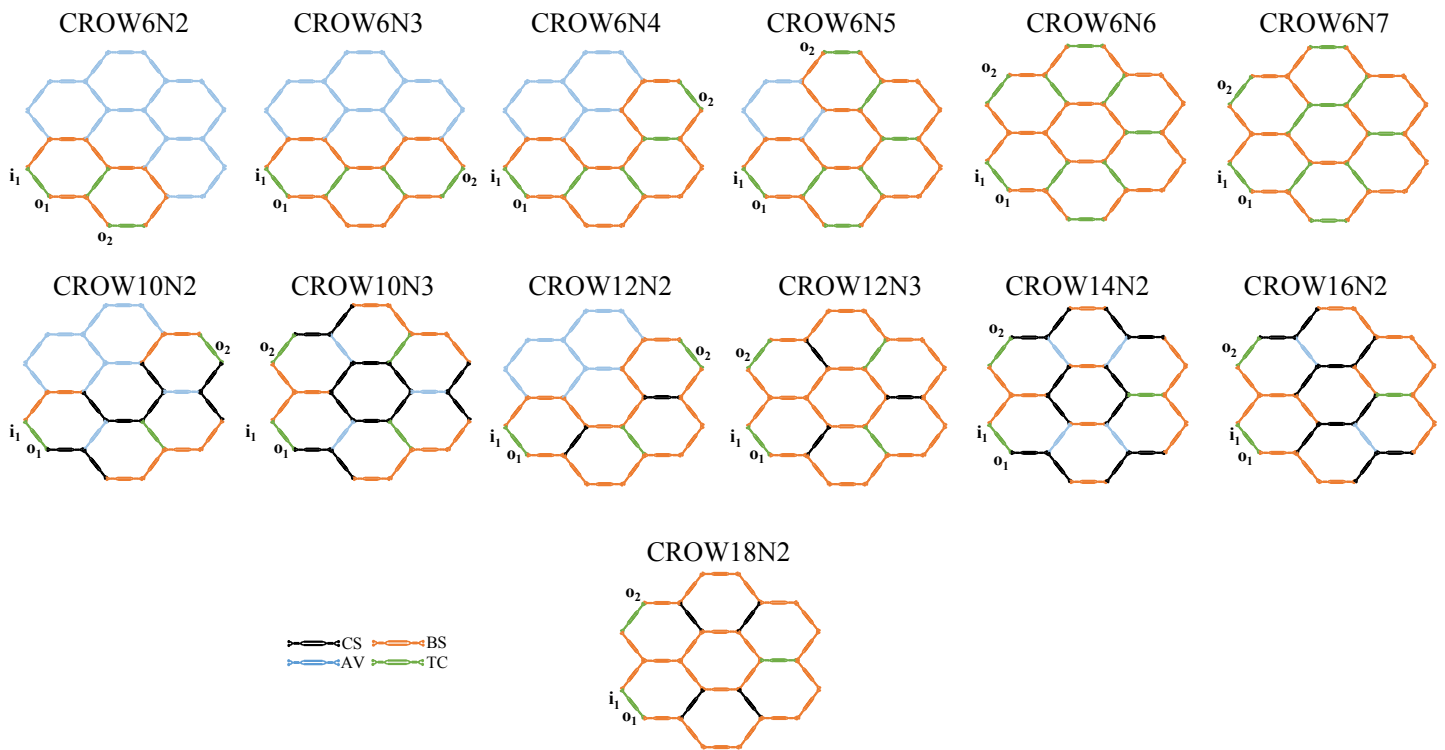 CROW6N2 CROW6N3 CROW6N4 CROW6N5 CROW6N6 CROW6N7
o2
o2
o2
o2 o2
i1 i1 o2 i1 i1 i1 i1
o1 o1 o1 o1 o1 o1
o2
CROW10N2 CROW10N3 CROW12N2 CROW12N3 CROW14N2 CROW16N2
o2
o2 o2 o2 o2 o2
i1 i1 i1 i1 i1 i1
o1 o1 o1 o1 o1 o1
CROW18N2
o2
CS BS
AV TC
i1
o1